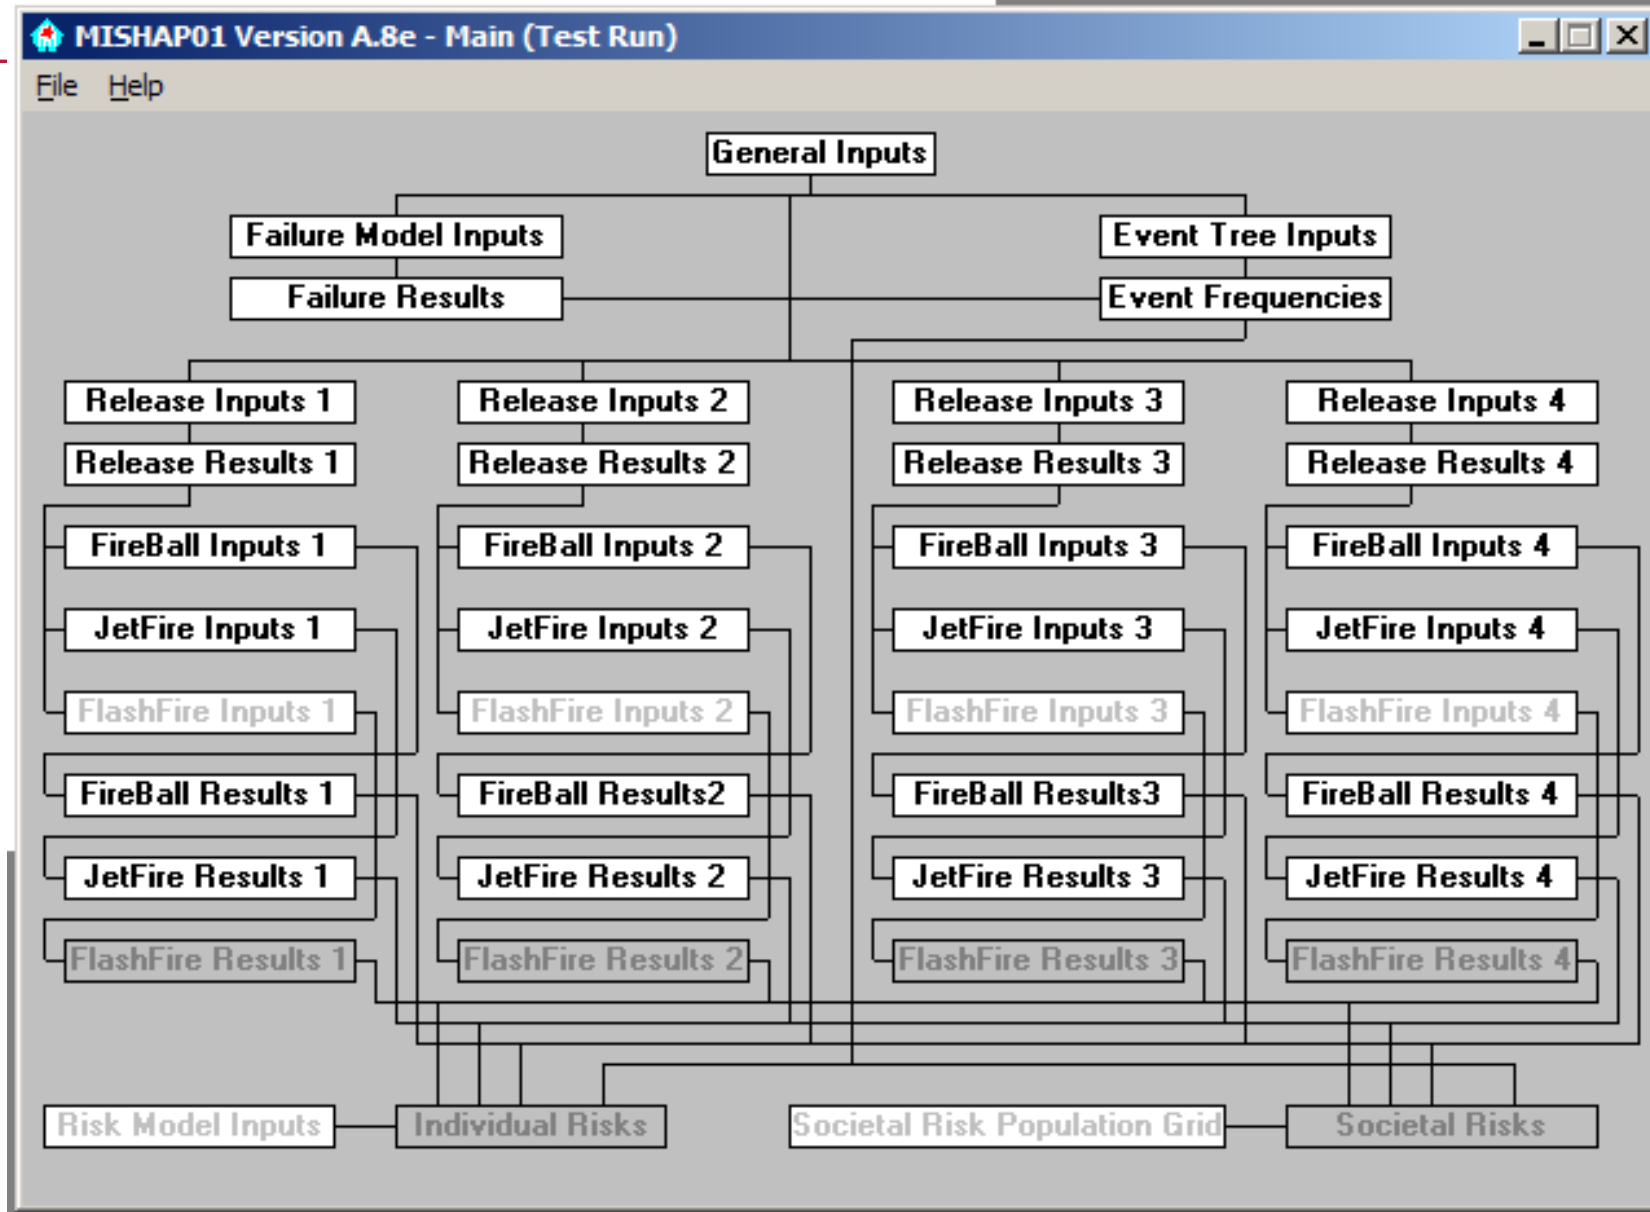 MISHAP01 Version A.8e - Main (Test Run)
File Help
General Inputs
Failure Model Inputs Event Tree Inputs
Failure Results Event Frequencies
Release Inputs 1 Release Inputs 2 Release Inputs 3 Release Inputs 4
Release Results 1 Release Results 2 Release Results 3 Release Results 4
FireBall Inputs 1 FireBall Inputs 2 FireBall Inputs 3 FireBall Inputs 4
JetFire Inputs 1 JetFire Inputs 2 JetFire Inputs 3 JetFire Inputs 4
FlashFire Inputs 1 FlashFire Inputs 2 FlashFire Inputs 3 FlashFire Inputs 4
FireBall Results 1 FireBall Results2 FireBall Results3 FireBall Results 4
JetFire Results 1 JetFire Results 2 JetFire Results 3 JetFire Results 4
FlashFire Results 1 FlashFire Results 2 FlashFire Results 3 FlashFire Results 4
Risk Model Inputs Individual Risks Societal Risk Population Grid Societal Risks